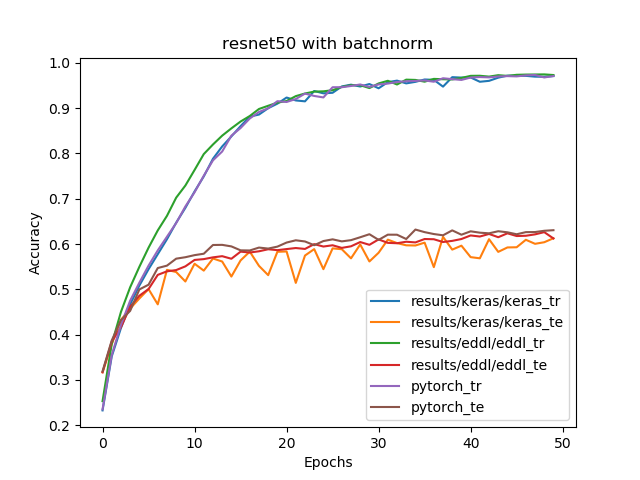 resnet50 with batchnorm
Accuracy
1.0
0.9
0.8
0.7
0.6
0.5
0.4
0.3
0.2
results/keras/keras_tr
results/keras/keras_te
results/eddl/eddl_tr
results/eddl/eddl_te
pytorch_tr
pytorch_te
0 10 20 30 40 50
Epochs